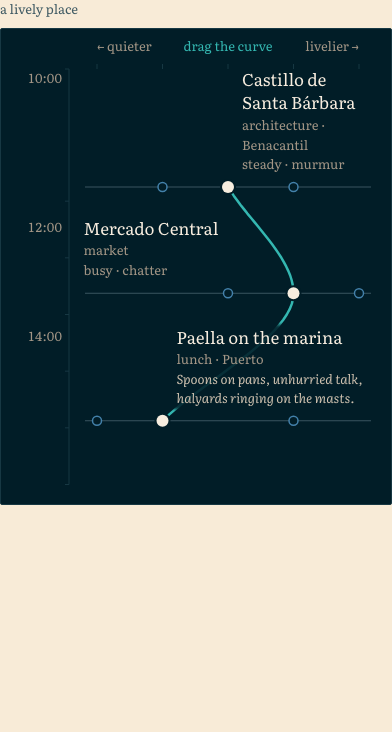 a lively place
← quieter drag the curve livelier →
10:00
Castillo de
Santa Bárbara
architecture ·
Benacantil
steady · murmur
12:00
Mercado Central
market
busy · chatter
14:00
Paella on the marina
lunch · Puerto
Spoons on pans, unhurried talk,
halyards ringing on the masts.